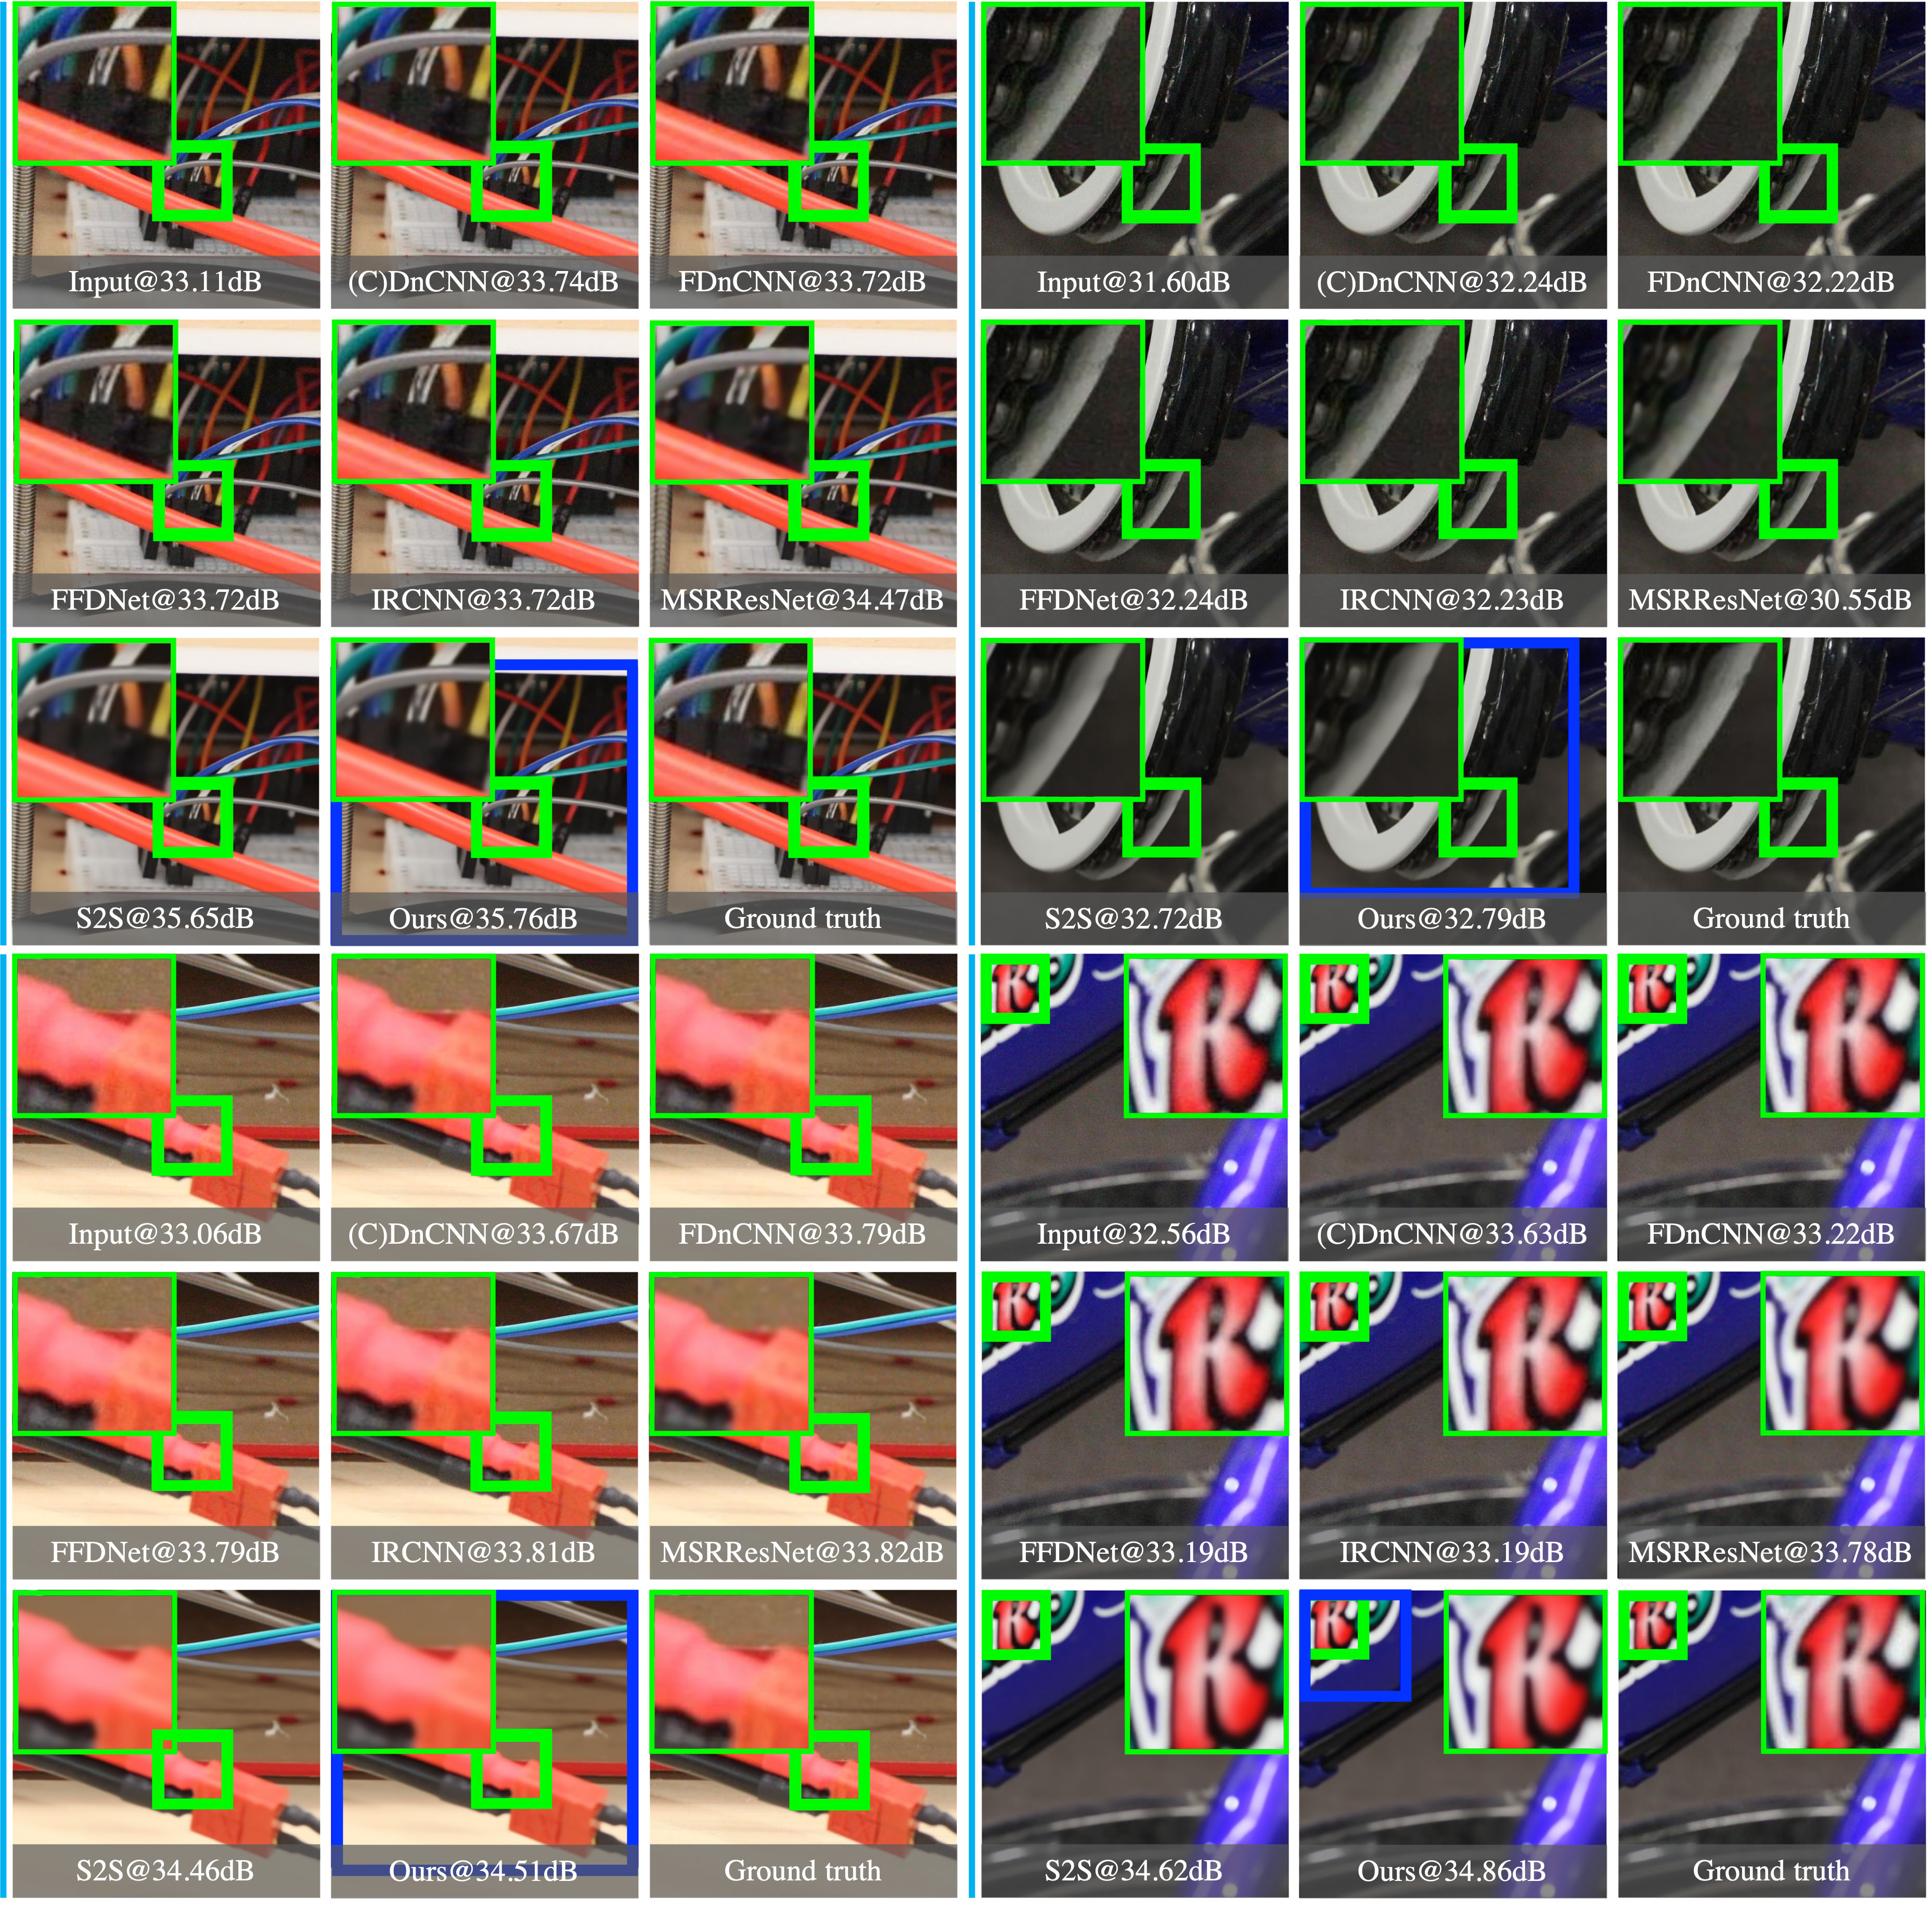 Input@33.11dB
(C)DnCNN@33.74dB
FDnCNN@33.72dB
FFDNet@33.72dB
IRCNN@33.72dB
MSRResNet@34.47dB
S2S@35.65dB
Ours@35.76dB
Ground truth
Input@31.60dB
(C)DnCNN@32.24dB
FDnCNN@32.22dB
FFDNet@32.24dB
IRCNN@32.23dB
MSRResNet@30.55dB
S2S@32.72dB
Ours@32.79dB
Ground truth
Input@33.06dB
(C)DnCNN@33.67dB
FDnCNN@33.79dB
FFDNet@33.79dB
IRCNN@33.81dB
MSRResNet@33.82dB
S2S@34.46dB
Ours@34.51dB
Ground truth
Input@32.56dB
(C)DnCNN@33.63dB
FDnCNN@33.22dB
FFDNet@33.19dB
IRCNN@33.19dB
MSRResNet@33.78dB
S2S@34.62dB
Ours@34.86dB
Ground truth